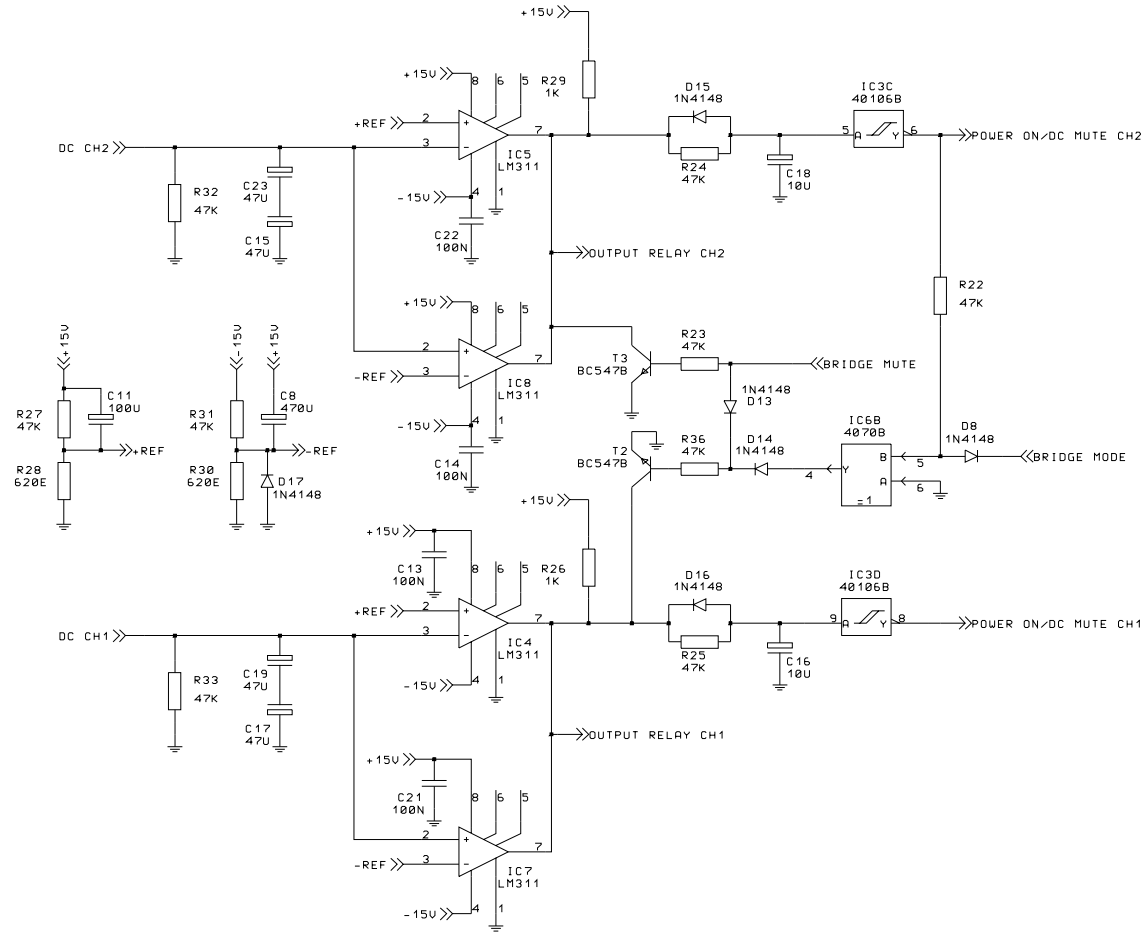 +15V
+15V
8
6
5
R29
1K
D15
1N4148
IC3C
40106B
+REF
2
+
7
5
A
Y
6
POWER ON/DC MUTE CH2
DC CH2
3
-
IC5
LM311
R24
47K
C18
10U
R32
47K
C23
47U
-15V
4
1
C15
47U
C22
100N
OUTPUT RELAY CH2
R22
47K
+15V
8
6
5
+15V
-15V
+15V
2
+
7
T3
BC547B
R23
47K
BRIDGE MUTE
-REF
3
-
IC8
LM311
1N4148
D13
R27
47K
C11
100U
R31
47K
C8
470U
-15V
4
1
IC6B
4070B
D8
1N4148
+REF
-REF
C14
100N
T2
BC547B
R36
47K
D14
1N4148
4
Y
B
5
BRIDGE MODE
R28
620E
R30
620E
D17
1N4148
A
6
=1
+15V
+15V
C13
100N
8
6
5
R26
1K
D16
1N4148
IC3D
40106B
+REF
2
+
7
9
A
Y
8
POWER ON/DC MUTE CH1
DC CH1
3
-
IC4
LM311
R25
47K
C16
10U
R33
47K
C19
47U
-15V
4
1
C17
47U
OUTPUT RELAY CH1
+15V
C21
100N
8
6
5
2
+
7
-REF
3
-
IC7
LM311
-15V
4
1